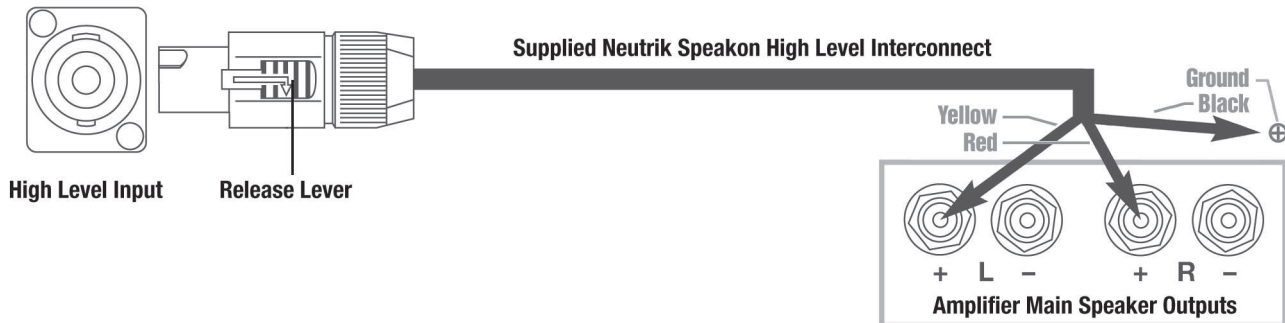 Supplied Neutrik Speakon High Level Interconnect
Ground
Black
Yellow
Red
High Level Input
Release Lever
+ L − + R −
Amplifier Main Speaker Outputs